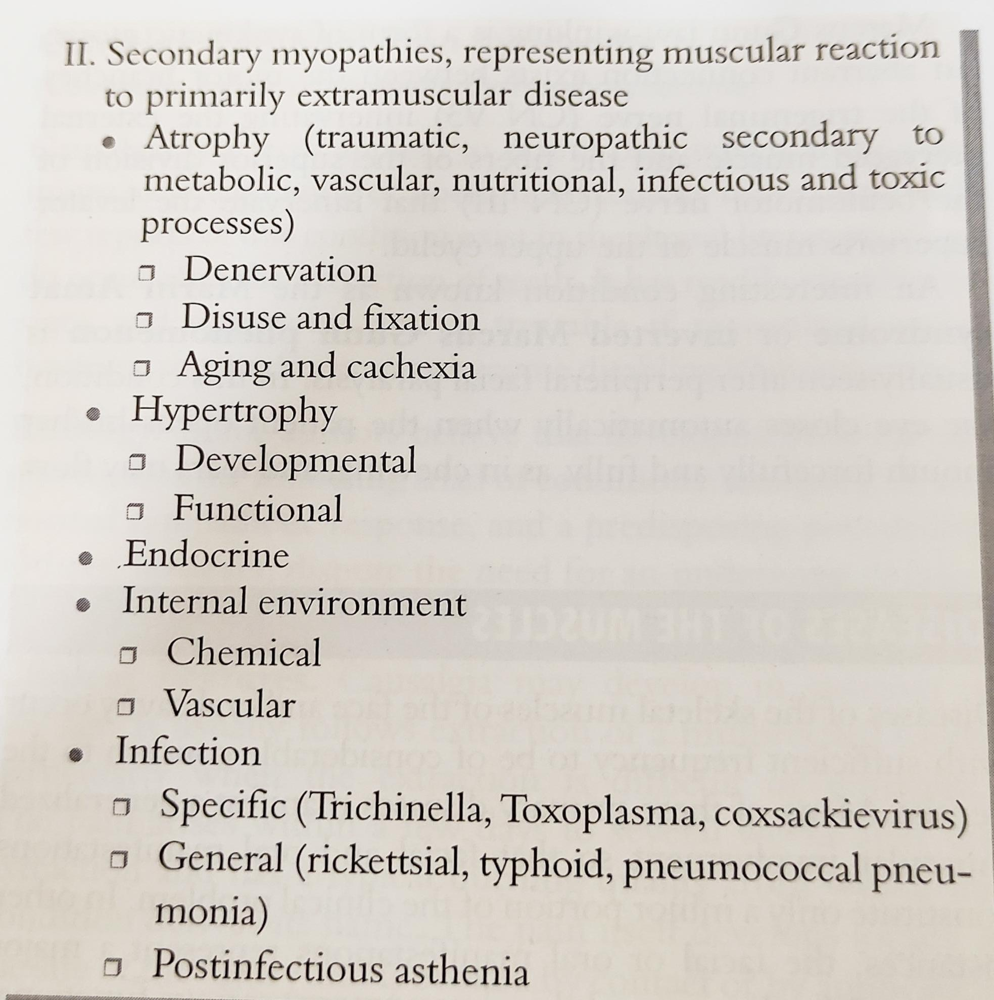 II. Secondary myopathies, representing muscular reaction
to primarily extramuscular disease
• Atrophy (traumatic, neuropathic secondary to
metabolic, vascular, nutritional, infectious and toxic
processes)
❒ Denervation
❒ Disuse and fixation
❒ Aging and cachexia
• Hypertrophy
❒ Developmental
❒ Functional
• Endocrine
• Internal environment
❒ Chemical
❒ Vascular
• Infection
❒ Specific (Trichinella, Toxoplasma, coxsackievirus)
❒ General (rickettsial, typhoid, pneumococcal pneu-
monia)
❒ Postinfectious asthenia